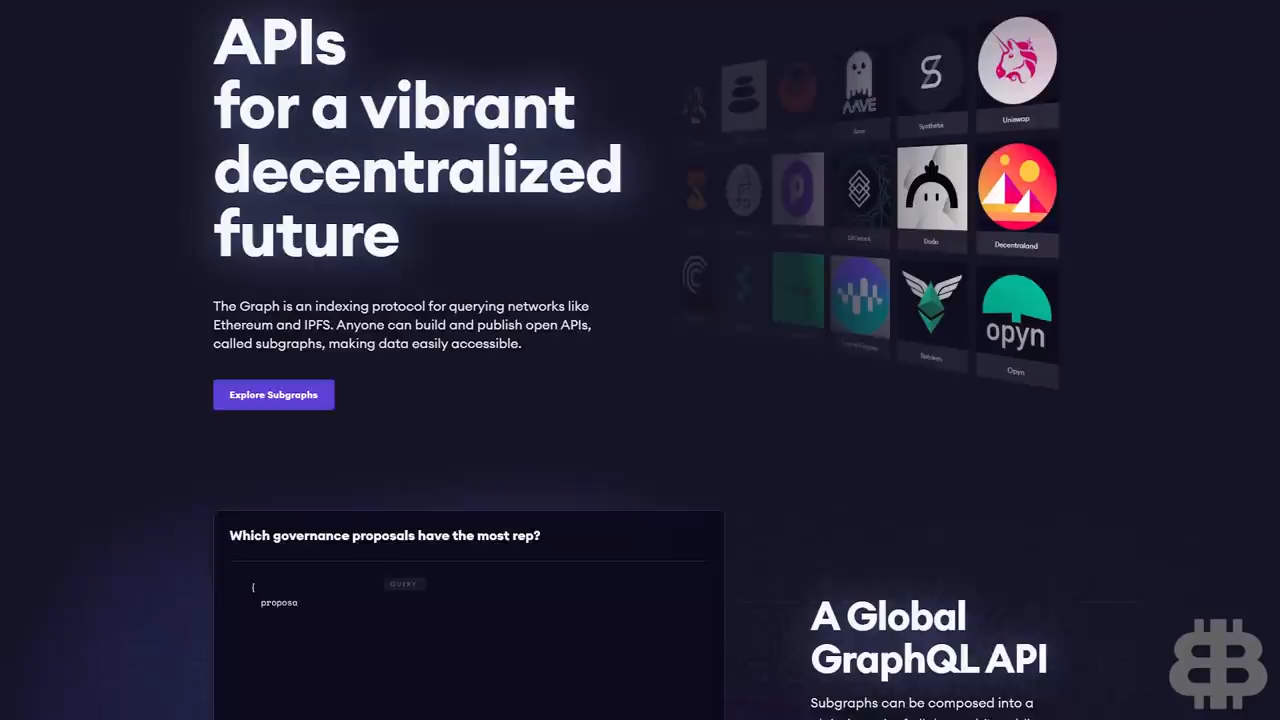 APIs
for a vibrant
decentralized
future
The Graph is an indexing protocol for querying networks like
Ethereum and IPFS. Anyone can build and publish open APIs,
called subgraphs, making data easily accessible.
Explore Subgraphs
AAVE
Aave
Synthetix
Uniswap
Dodo
Decentraland
opyn
Opyn
Which governance proposals have the most rep?
QUERY
{
proposa
A Global
GraphQL API
Subgraphs can be composed into a